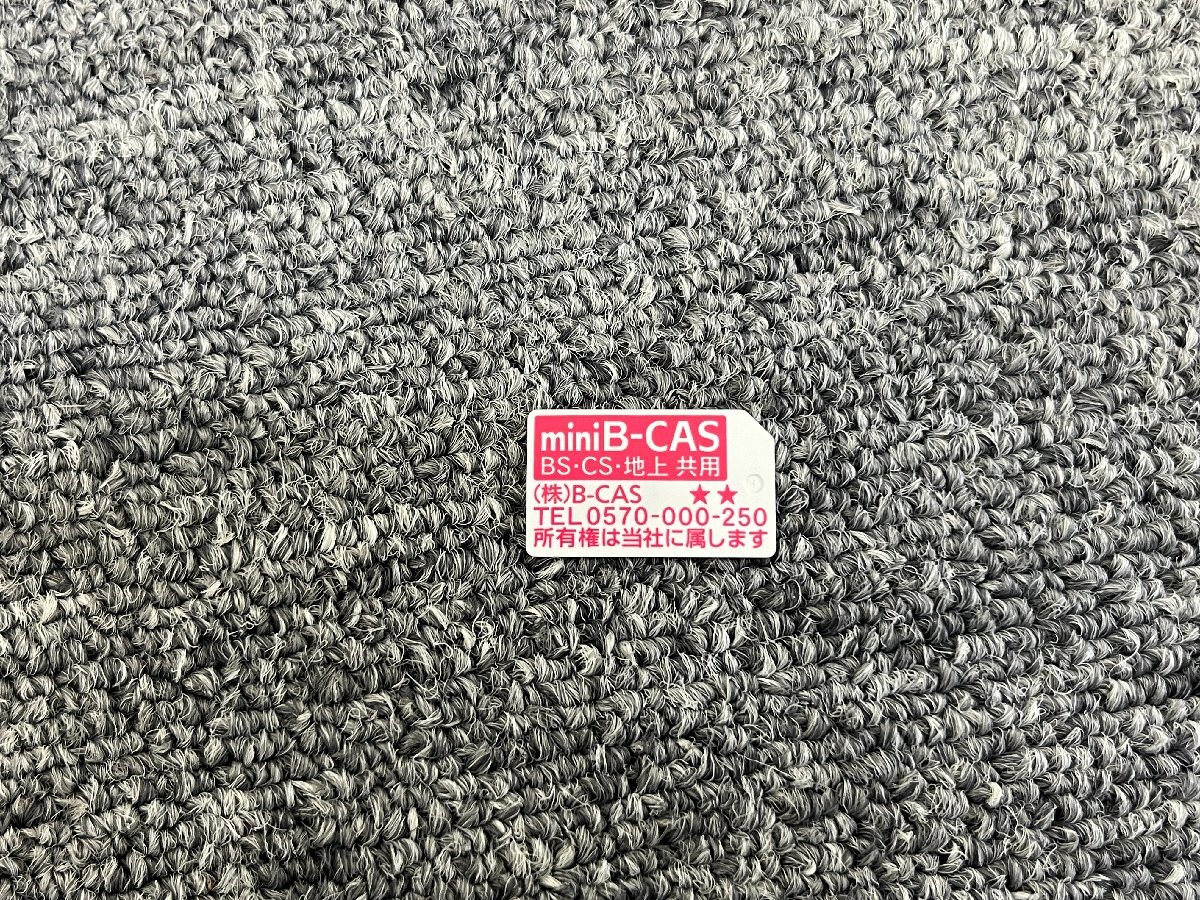 miniB-CAS
BS・CS・地上 共用
(株)B-CAS ★★
TEL 0570-000-250
所有権は当社に属します